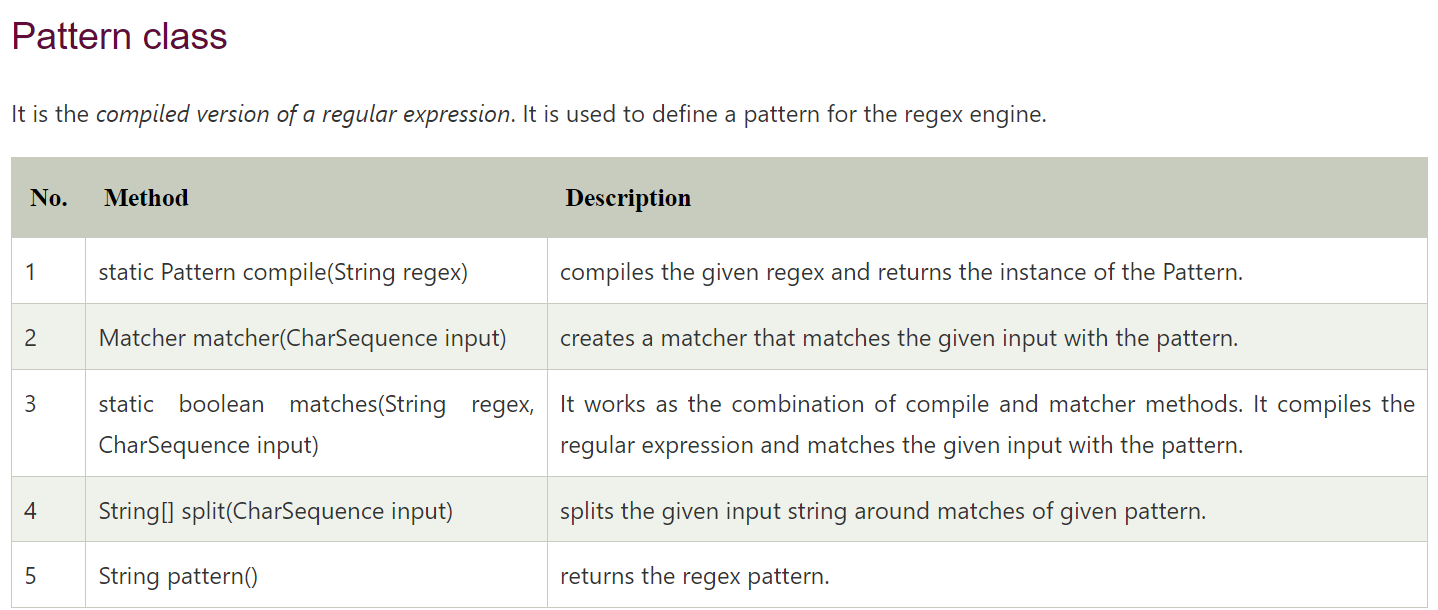 Pattern class
It is the compiled version of a regular expression. It is used to define a pattern for the regex engine.
No. Method Description
1 static Pattern compile(String regex) compiles the given regex and returns the instance of the Pattern.
2 Matcher matcher(CharSequence input) creates a matcher that matches the given input with the pattern.
3 static boolean matches(String regex, It works as the combination of compile and matcher methods. It compiles the
CharSequence input) regular expression and matches the given input with the pattern.
4 String[] split(CharSequence input) splits the given input string around matches of given pattern.
5 String pattern() returns the regex pattern.